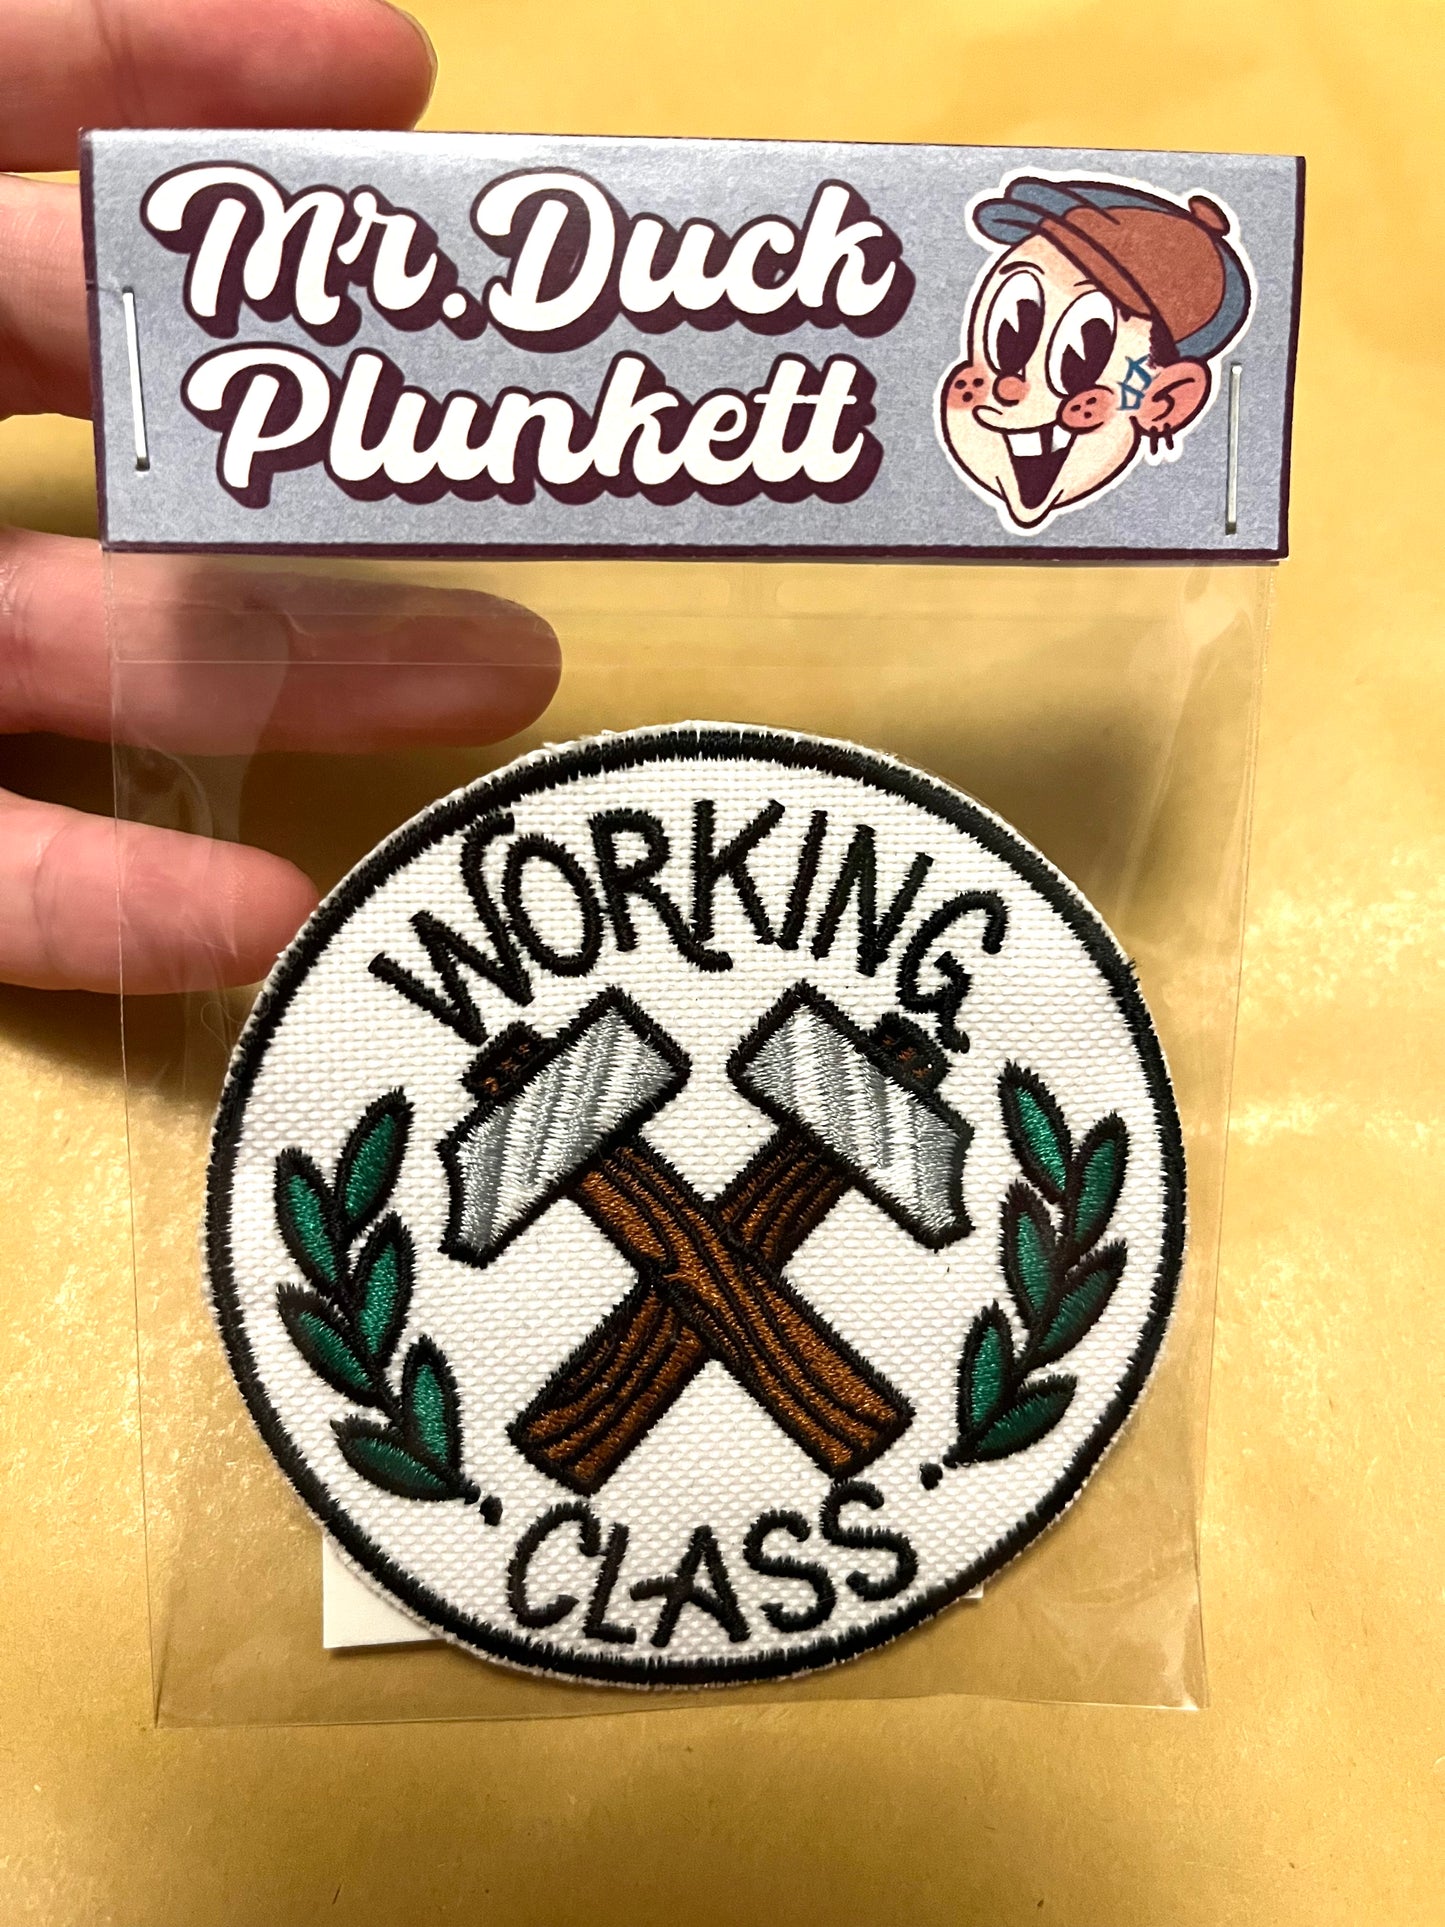 Mr. Duck
Plunkett
WORKING
CLASS